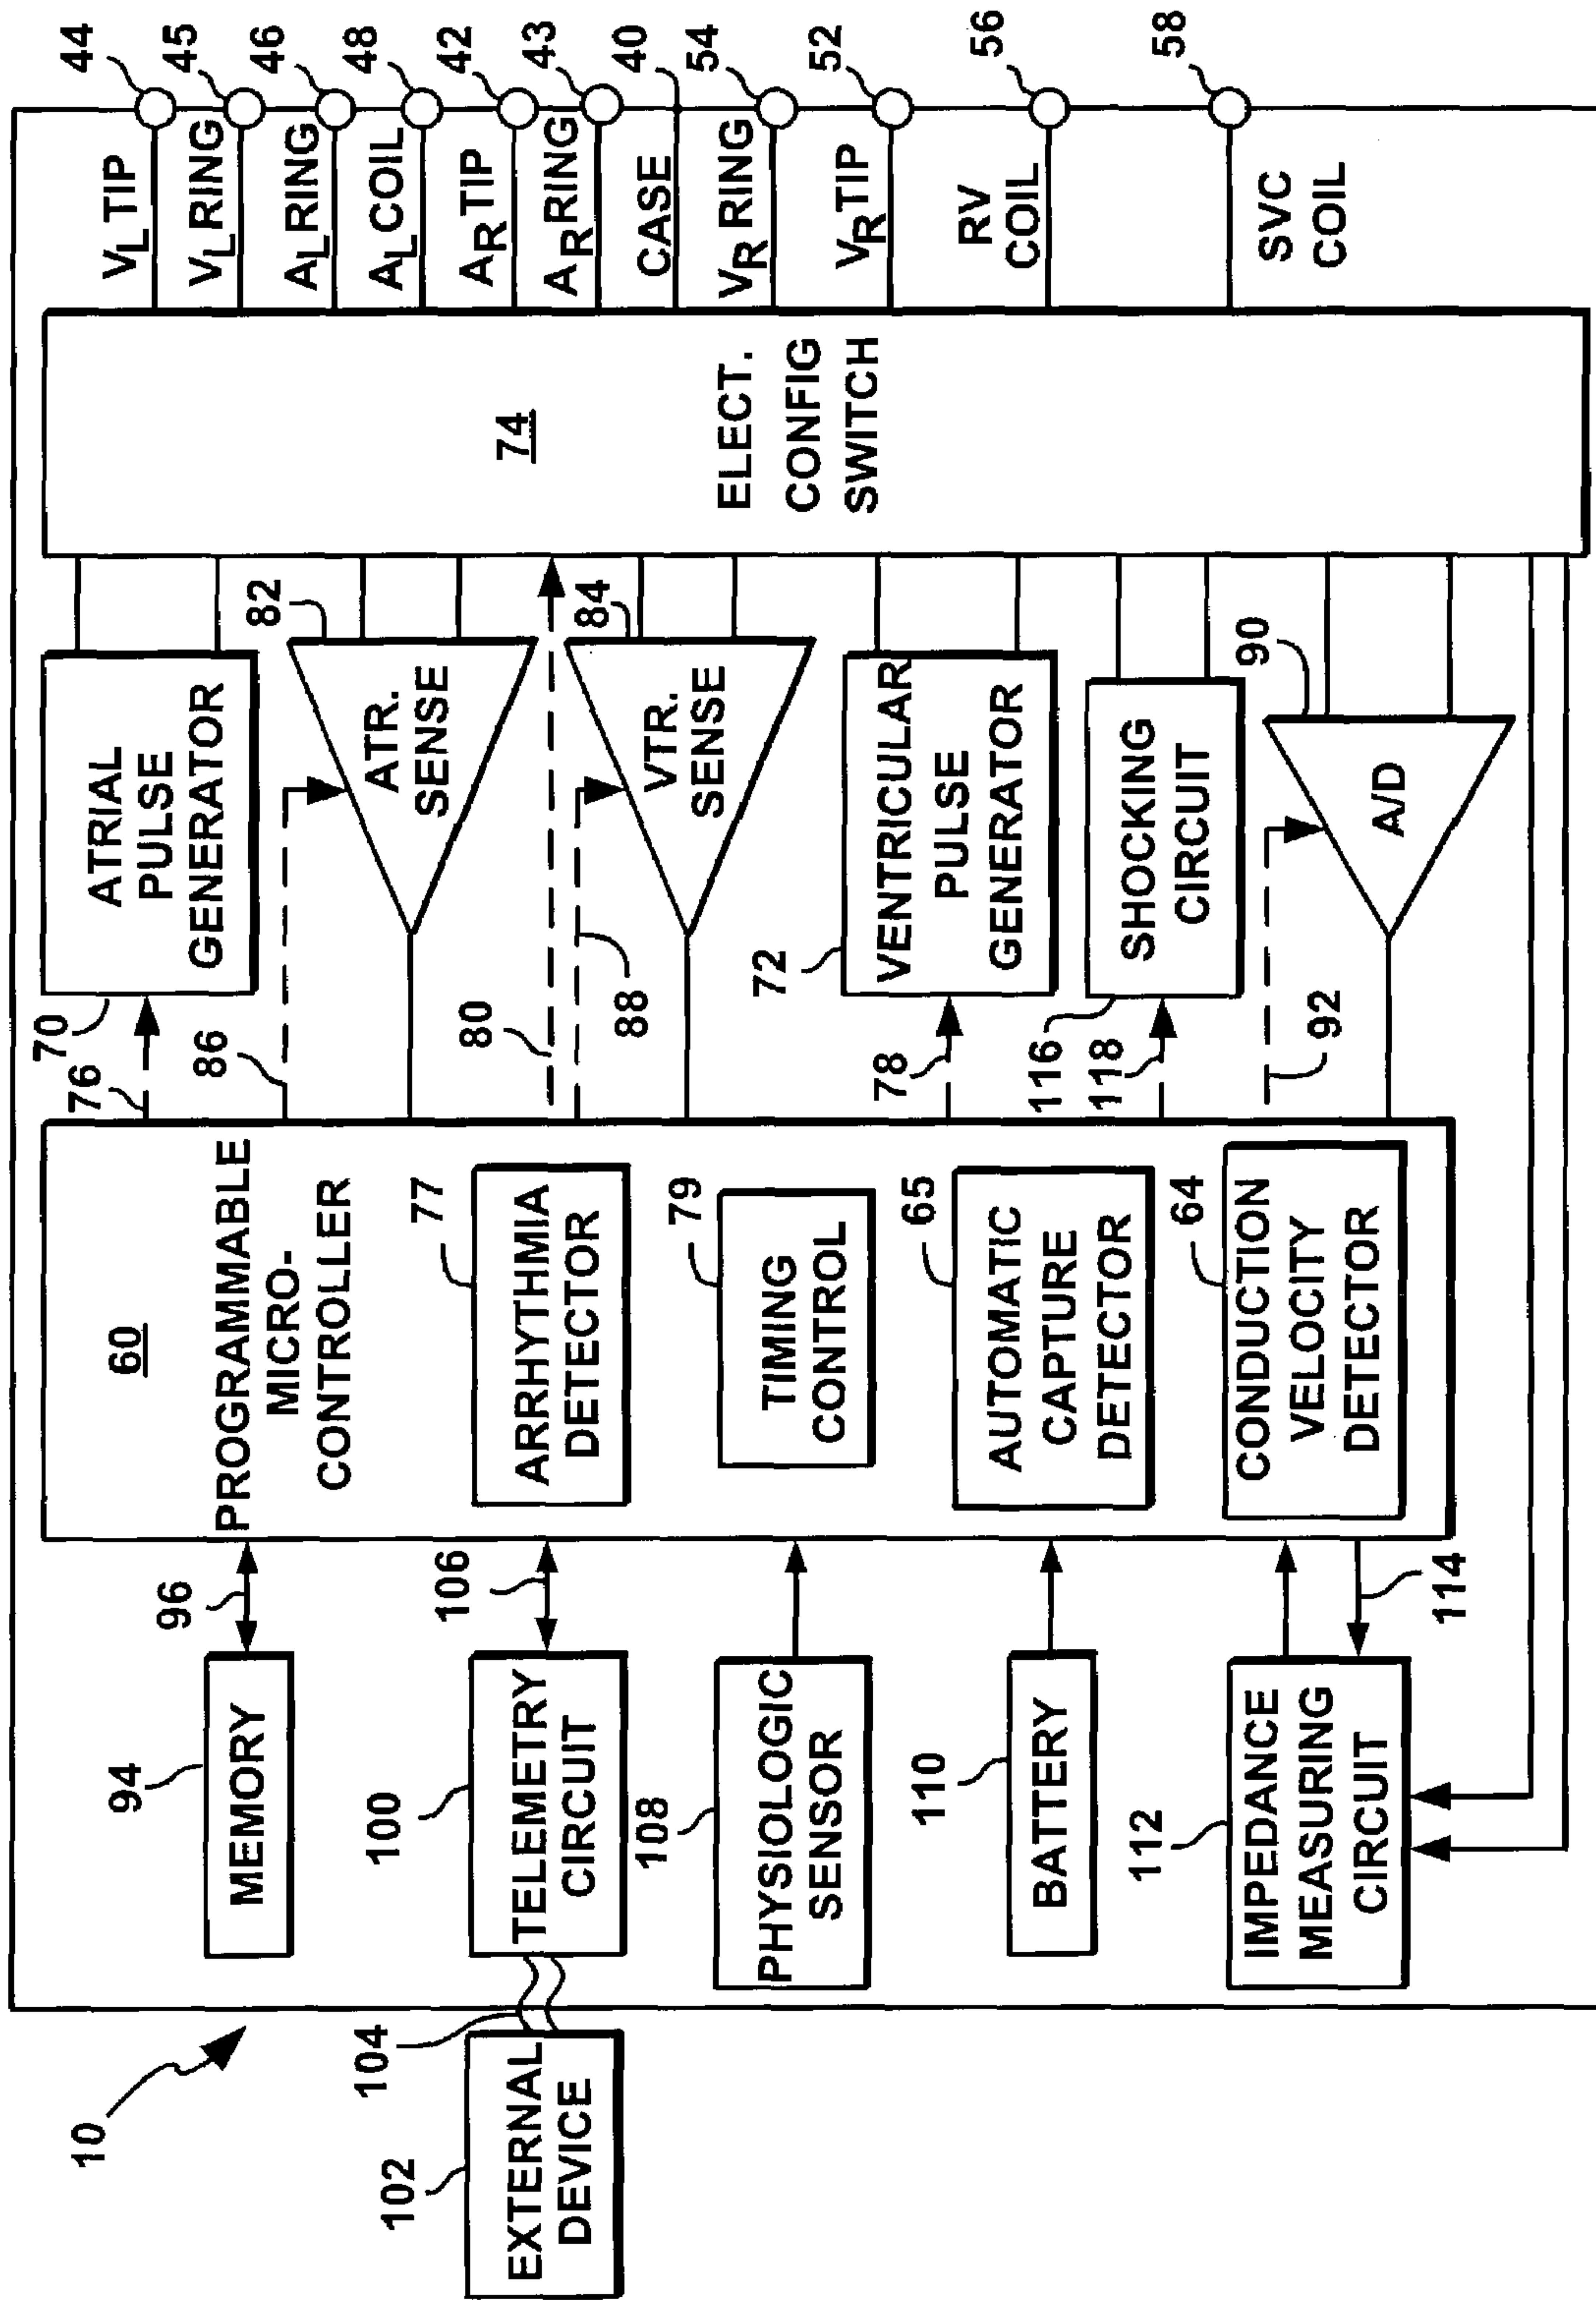 10
102
EXTERNAL
DEVICE
104
94
MEMORY
96
100
TELEMETRY
CIRCUIT
106
108
PHYSIOLOGIC
SENSOR
110
BATTERY
112
IMPEDANCE
MEASURING
CIRCUIT
114
60
PROGRAMMABLE
MICRO-
CONTROLLER
77
ARRHYTHMIA
DETECTOR
79
TIMING
CONTROL
65
AUTOMATIC
CAPTURE
DETECTOR
64
CONDUCTION
VELOCITY
DETECTOR
76
70
ATRIAL
PULSE
GENERATOR
86
82
ATR.
SENSE
80
88
84
VTR.
SENSE
78
72
VENTRICULAR
PULSE
GENERATOR
116
118
SHOCKING
CIRCUIT
92
90
A/D
74
ELECT.
CONFIG
SWITCH
VL TIP
44
VL RING
45
AL RING
46
AL COIL
48
AR TIP
42
AR RING
43
CASE
40
VR RING
54
VR TIP
52
RV
COIL
56
SVC
COIL
58